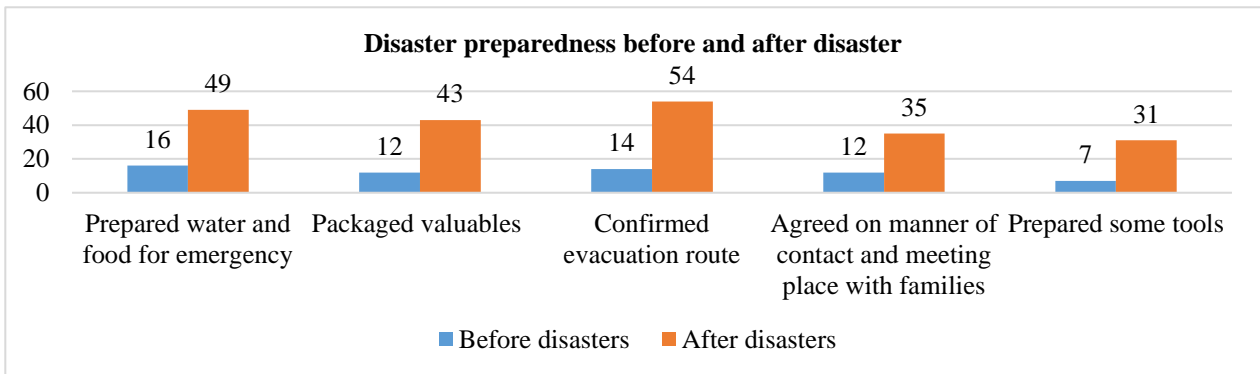 Disaster preparedness before and after disaster
60
40
20
0
16
49
12
43
14
54
12
35
7
31
Prepared water and
food for emergency
Packaged valuables
Confirmed
evacuation route
Agreed on manner of
contact and meeting
place with families
Prepared some tools
Before disasters
After disasters